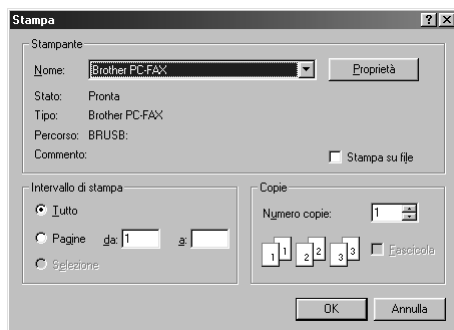 Stampa
Stampante
Nome: Brother PC-FAX Proprietà
Stato: Pronta
Tipo: Brother PC-FAX
Percorso: BRUSB:
Commento: Stampa su file
Intervallo di stampa
Tutto
Pagine da: 1 a:
Selezione
Copie
Numero copie: 1
1 1 2 2 3 3 Fascicola
OK Annulla